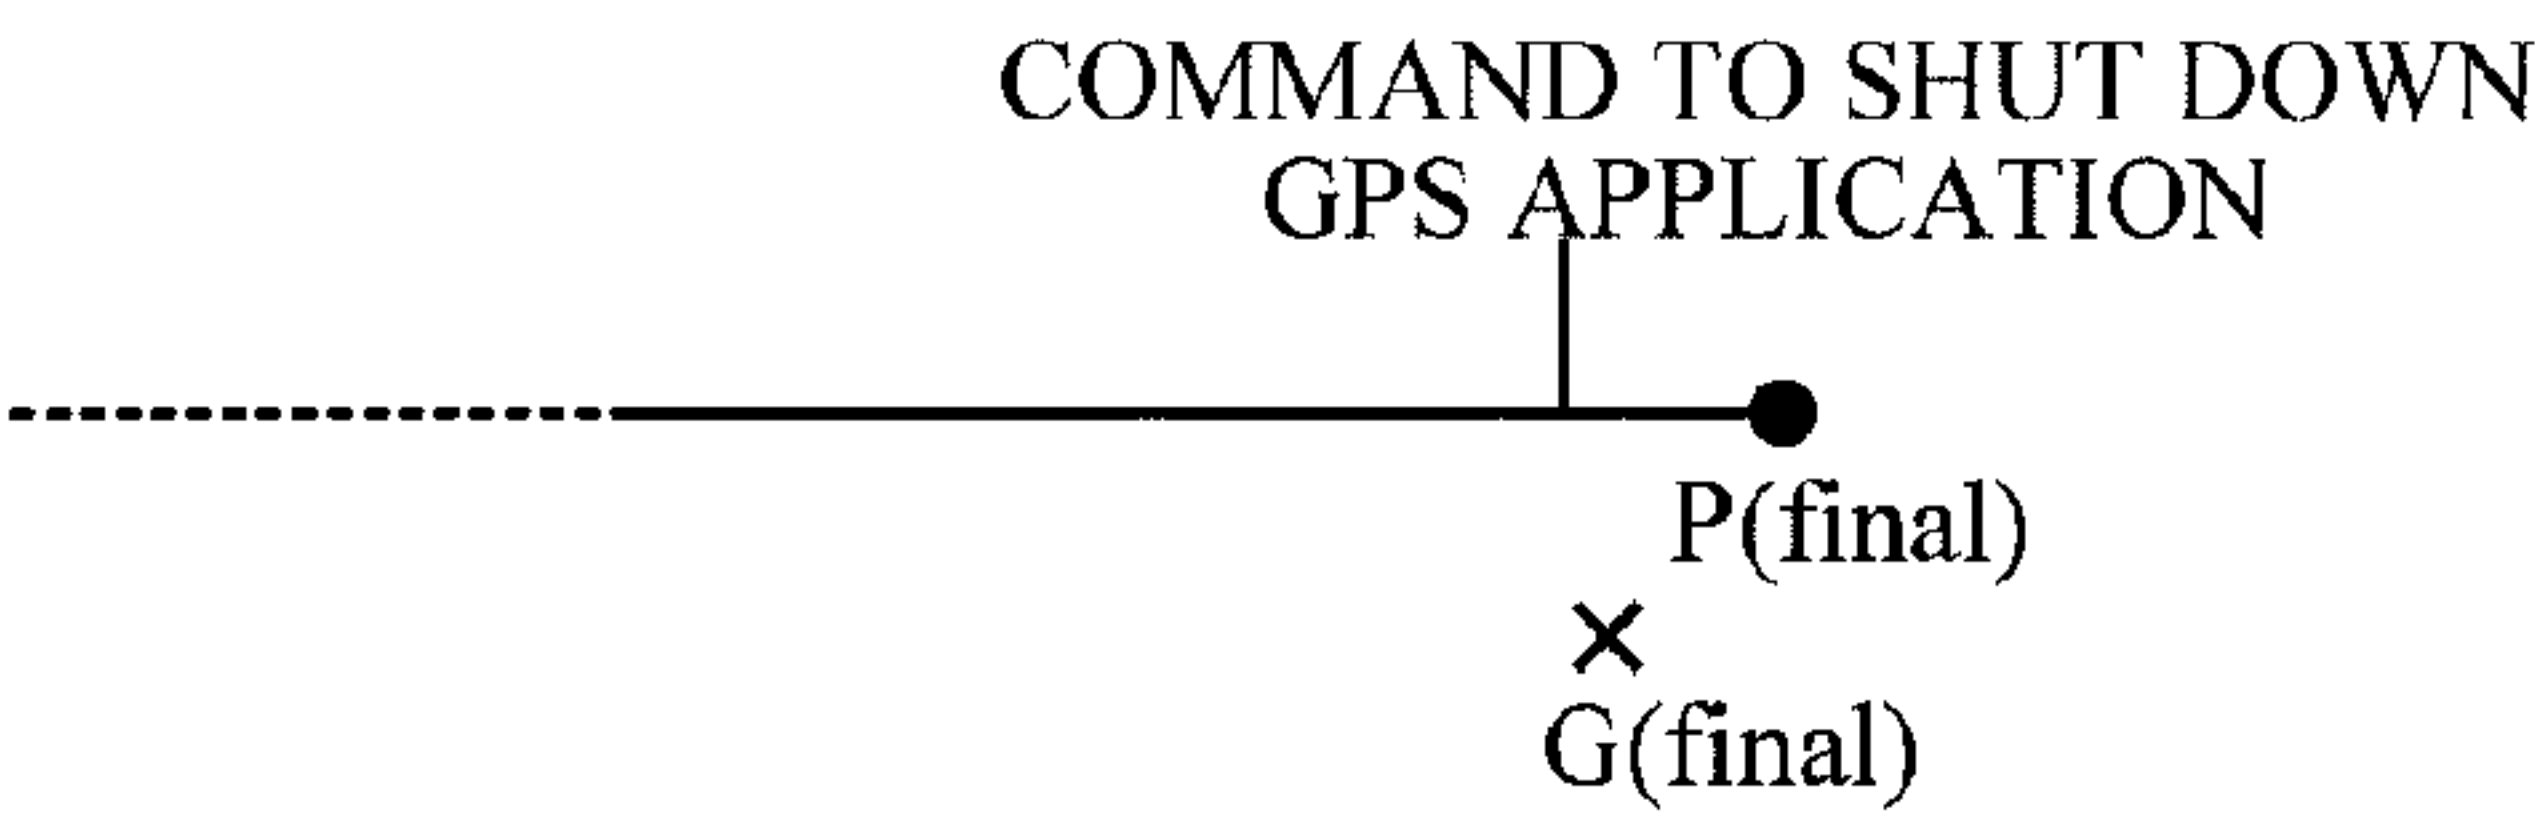 COMMAND TO SHUT DOWN
GPS APPLICATION
P(final)
G(final)